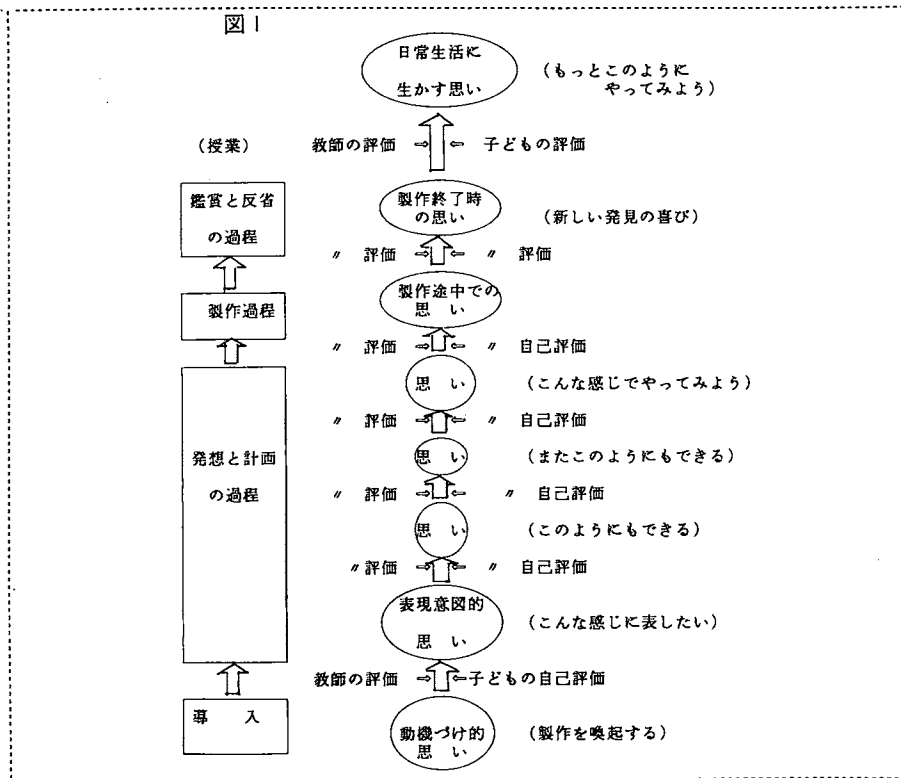 図1
日常生活に
生かす思い
(もっとこのように
やってみよう)
(授業)
教師の評価
子どもの評価
鑑賞と反省
の過程
製作終了時
の思い
(新しい発見の喜び)
〃 評価
〃 評価
製作過程
製作途中での
思い
〃 評価
〃 自己評価
思い
(こんな感じでやってみよう)
〃 評価
〃 自己評価
発想と計画
の過程
思い
(またこのようにもできる)
〃 評価
〃 自己評価
思い
(このようにもできる)
〃評価
〃 自己評価
表現意図的
思い
(こんな感じに表したい)
教師の評価
子どもの自己評価
導入
動機づけ的
思い
(製作を喚起する)